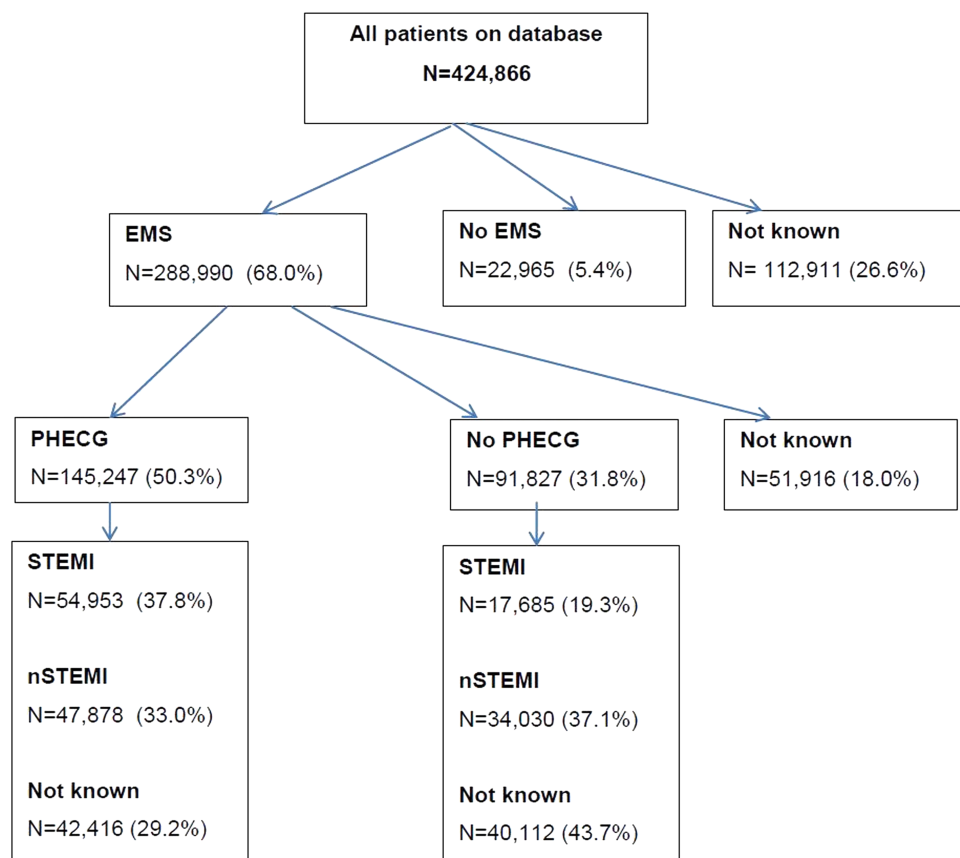 All patients on database
N=424,866
EMS
N=288,990 (68.0%)
No EMS
N=22,965 (5.4%)
Not known
N= 112,911 (26.6%)
PHECG
N=145,247 (50.3%)
No PHECG
N=91,827 (31.8%)
Not known
N=51,916 (18.0%)
STEMI
N=54,953 (37.8%)
nSTEMI
N=47,878 (33.0%)
Not known
N=42,416 (29.2%)
STEMI
N=17,685 (19.3%)
nSTEMI
N=34,030 (37.1%)
Not known
N=40,112 (43.7%)